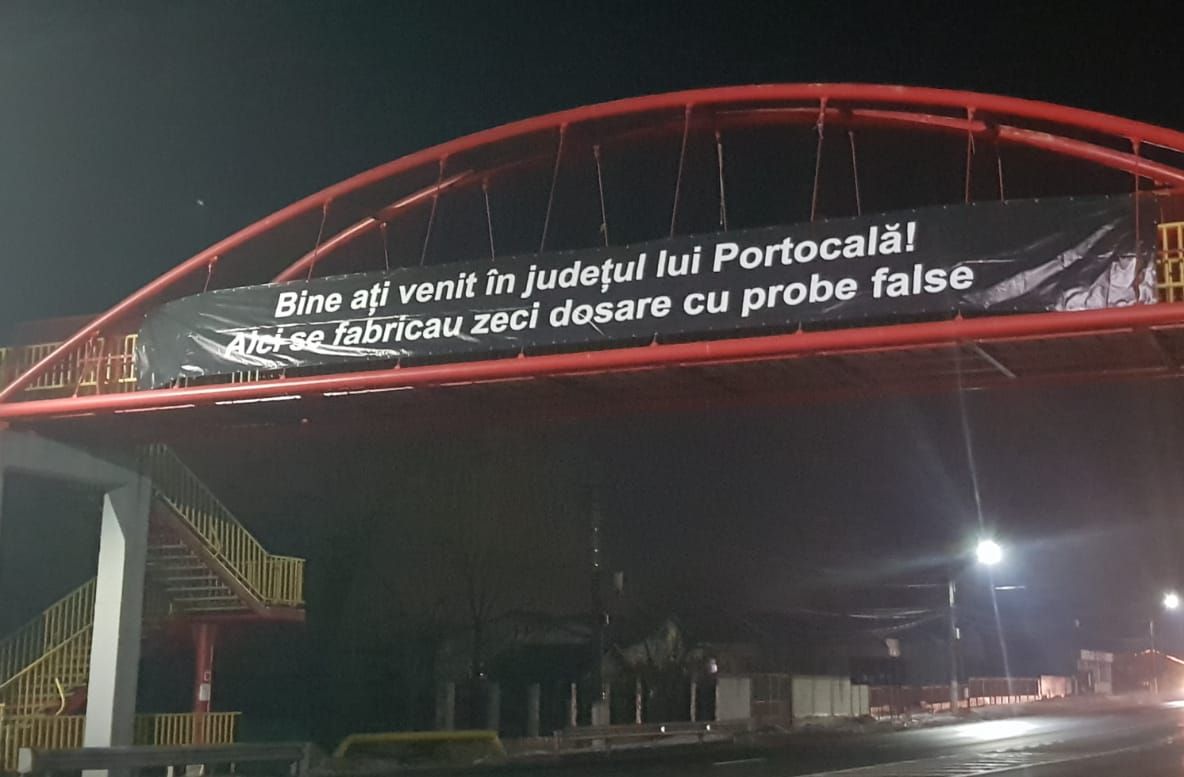 Bine ați venit în județul lui Portocală!
AIci se fabricau zeci dosare cu probe false